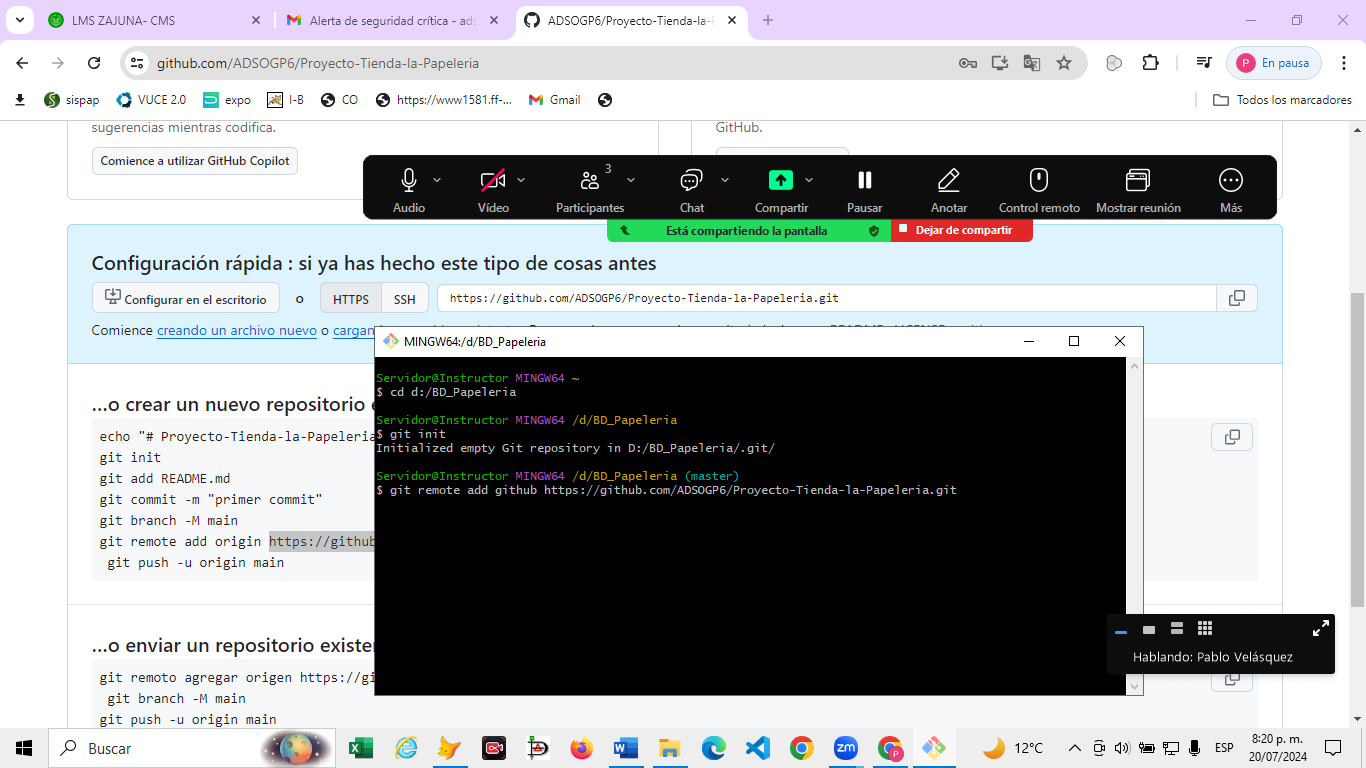 LMS ZAJUNA- CMS
Alerta de seguridad crítica - ads
ADSOGP6/Proyecto-Tienda-la-P
github.com/ADSOGP6/Proyecto-Tienda-la-Papeleria
En pausa
sispap
VUCE 2.0
expo
I-B
CO
https://www1581.ff-...
Gmail
Todos los marcadores
sugerencias mientras codifica.
GitHub.
Comience a utilizar GitHub Copilot
3
Audio
Vídeo
Participantes
Chat
Compartir
Pausar
Anotar
Control remoto
Mostrar reunión
Más
Está compartiendo la pantalla
Dejar de compartir
Configuración rápida : si ya has hecho este tipo de cosas antes
Configurar en el escritorio
o
HTTPS
SSH
https://github.com/ADSOGP6/Proyecto-Tienda-la-Papeleria.git
Comience creando un archivo nuevo o cargan
MINGW64:/d/BD_Papeleria
Servidor@Instructor MINGW64 ~
$ cd d:/BD_Papeleria
Servidor@Instructor MINGW64 /d/BD_Papeleria
$ git init
Initialized empty Git repository in D:/BD_Papeleria/.git/
Servidor@Instructor MINGW64 /d/BD_Papeleria (master)
$ git remote add github https://github.com/ADSOGP6/Proyecto-Tienda-la-Papeleria.git
...o crear un nuevo repositorio e
echo "# Proyecto-Tienda-la-Papeleria
git init
git add README.md
git commit -m "primer commit"
git branch -M main
git remote add origin https://github
git push -u origin main
...o enviar un repositorio existen
git remoto agregar origen https://gi
git branch -M main
git push -u origin main
Hablando: Pablo Velásquez
Buscar
12°C
ESP
8:20 p. m.
20/07/2024